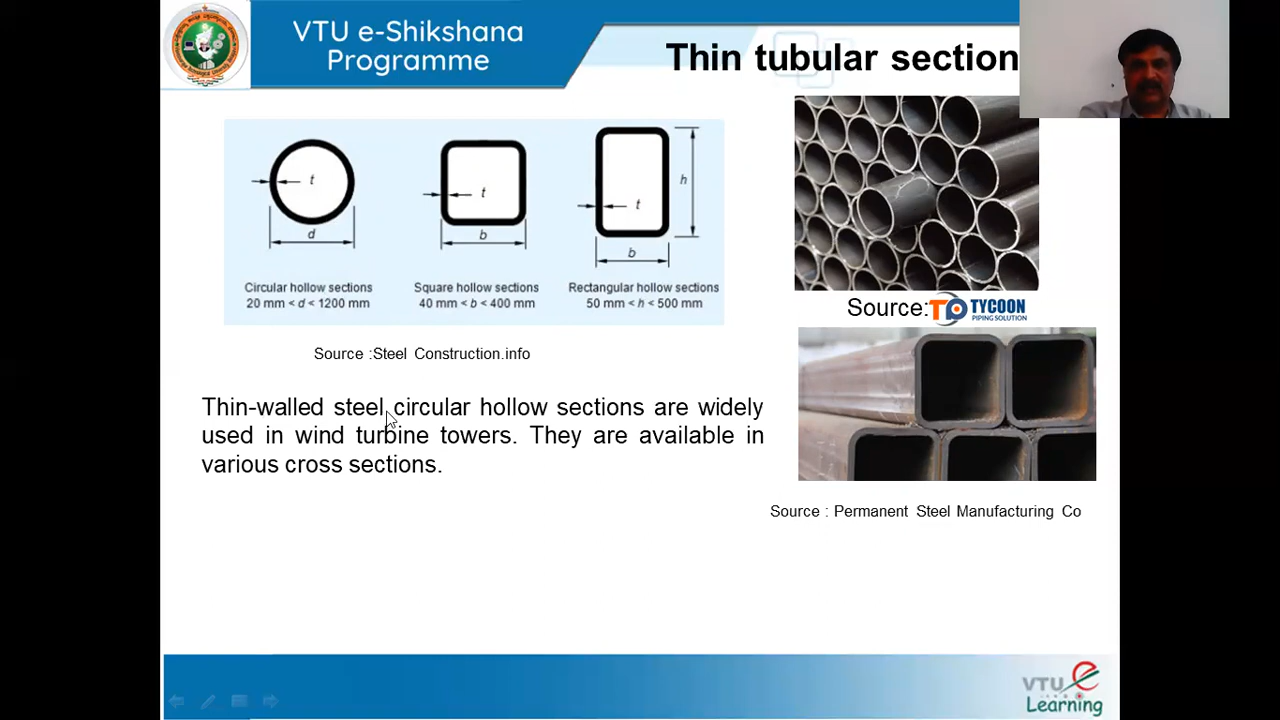 VTU e-Shikshana
Programme
Thin tubular section
t
d
Circular hollow sections
20 mm < d < 1200 mm
t
b
Square hollow sections
40 mm < b < 400 mm
t
h
b
Rectangular hollow sections
50 mm < h < 500 mm
Source:
TYCOON
PIPING SOLUTION
Source :Steel Construction.info
Thin-walled steel circular hollow sections are widely
used in wind turbine towers. They are available in
various cross sections.
Source : Permanent Steel Manufacturing Co
VTU e
Learning